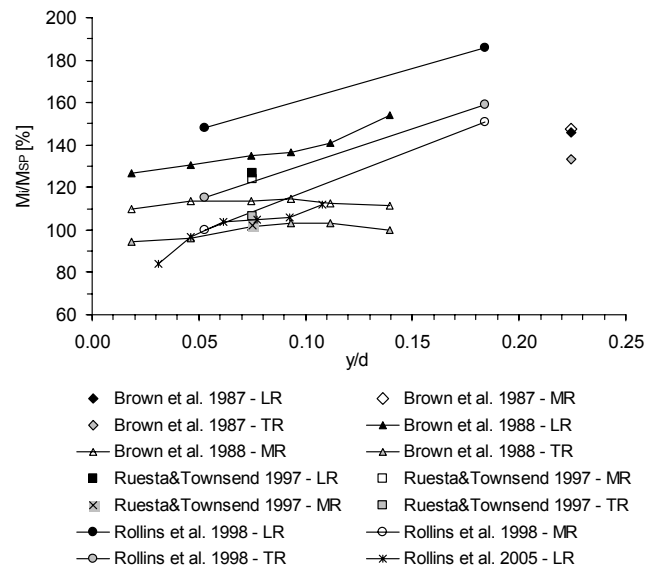 200
180
160
140
120
100
80
60
Mi/MSP [%]
0.00 0.05 0.10 0.15 0.20 0.25
y/d
Brown et al. 1987 - LR Brown et al. 1987 - MR
Brown et al. 1987 - TR Brown et al. 1988 - LR
Brown et al. 1988 - MR Brown et al. 1988 - TR
Ruesta&Townsend 1997 - LR Ruesta&Townsend 1997 - MR
Ruesta&Townsend 1997 - MR Ruesta&Townsend 1997 - TR
Rollins et al. 1998 - LR Rollins et al. 1998 - MR
Rollins et al. 1998 - TR Rollins et al. 2005 - LR